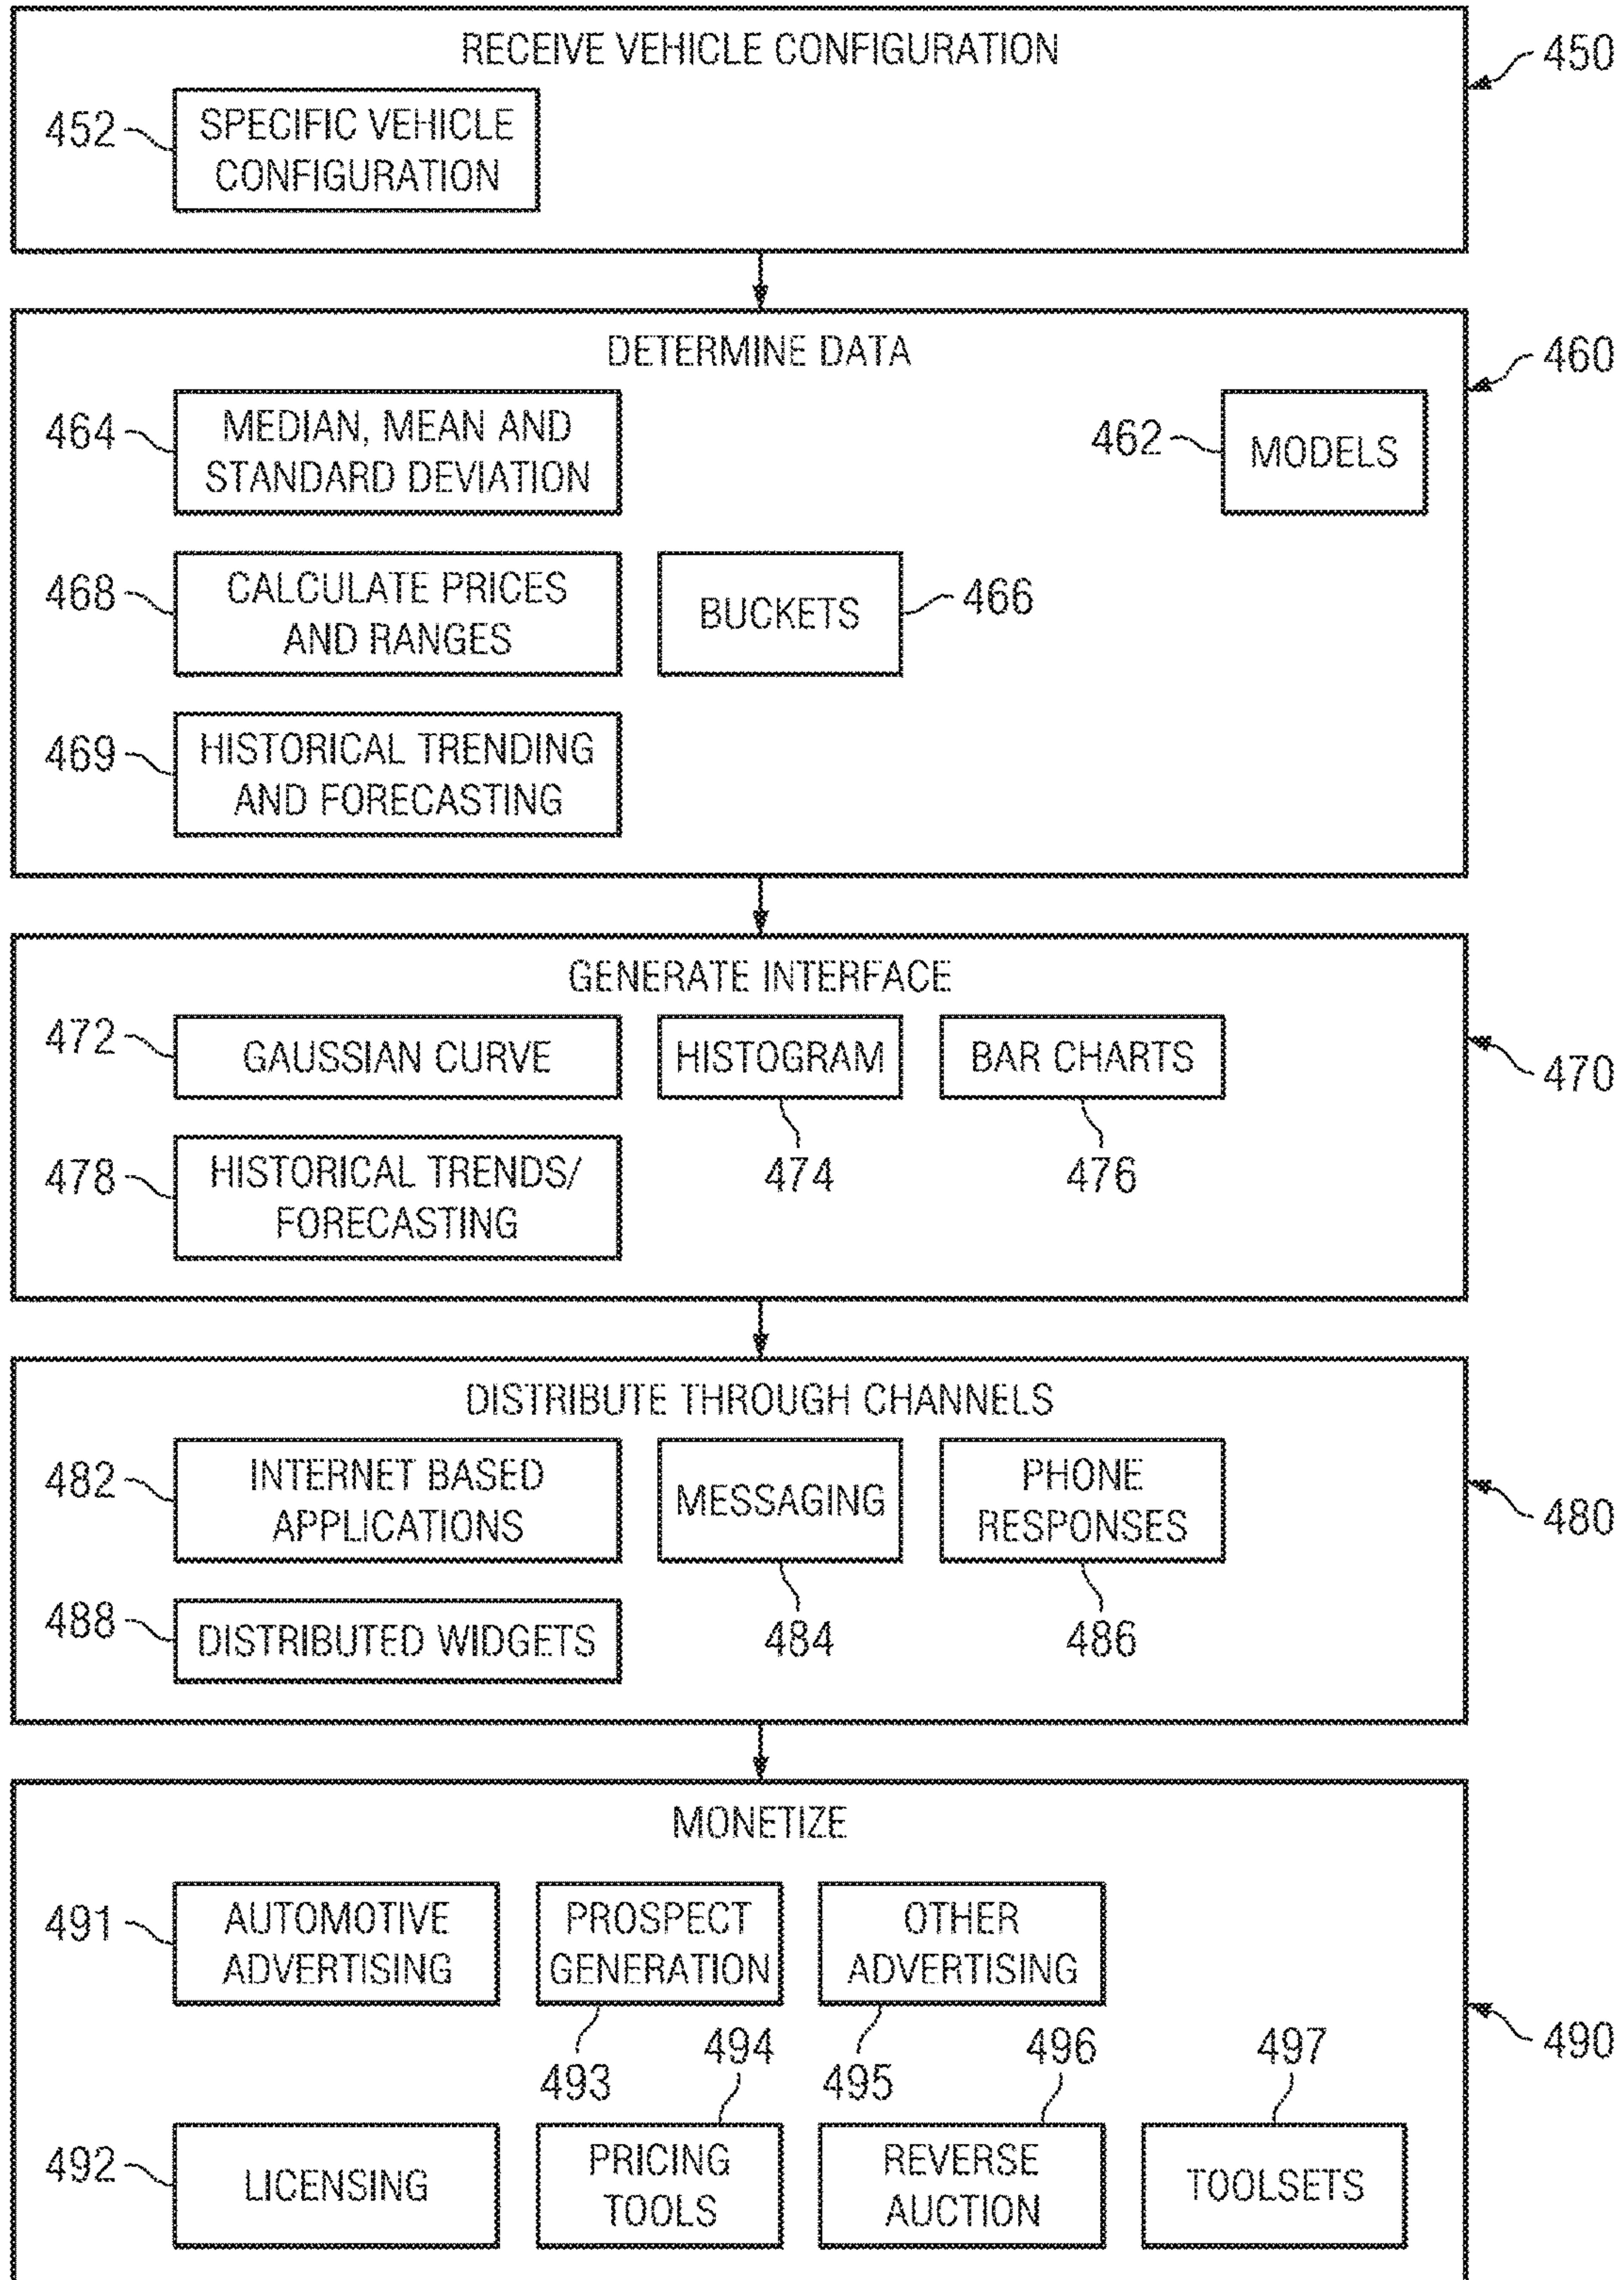 RECEIVE VEHICLE CONFIGURATION
450
452
SPECIFIC VEHICLE
CONFIGURATION
DETERMINE DATA
460
464
MEDIAN, MEAN AND
STANDARD DEVIATION
462
MODELS
468
CALCULATE PRICES
AND RANGES
BUCKETS
466
469
HISTORICAL TRENDING
AND FORECASTING
GENERATE INTERFACE
470
472
GAUSSIAN CURVE
HISTOGRAM
BAR CHARTS
474
476
478
HISTORICAL TRENDS/
FORECASTING
DISTRIBUTE THROUGH CHANNELS
480
482
INTERNET BASED
APPLICATIONS
MESSAGING
PHONE
RESPONSES
484
486
488
DISTRIBUTED WIDGETS
MONETIZE
490
491
AUTOMOTIVE
ADVERTISING
PROSPECT
GENERATION
OTHER
ADVERTISING
493
494
495
496
497
492
LICENSING
PRICING
TOOLS
REVERSE
AUCTION
TOOLSETS